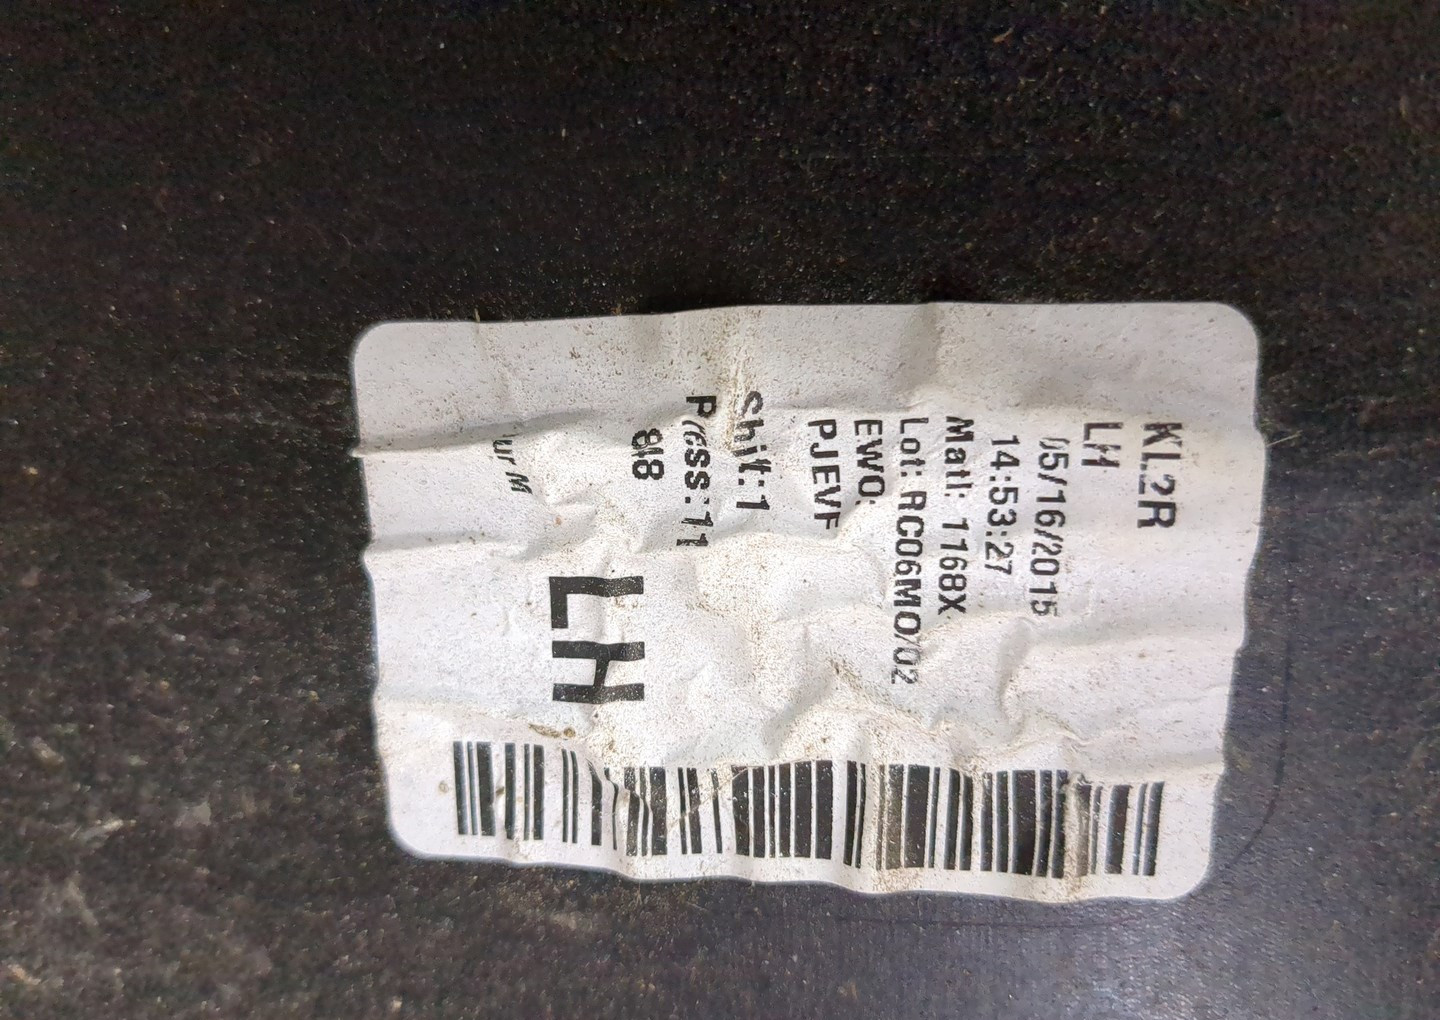 KL2R
LH
05/16/2015
14:53:27
Matl: 1168X
Lot: RC06MO/02
EWO:
PJEVF
Shit:1
Press:11
818
LH